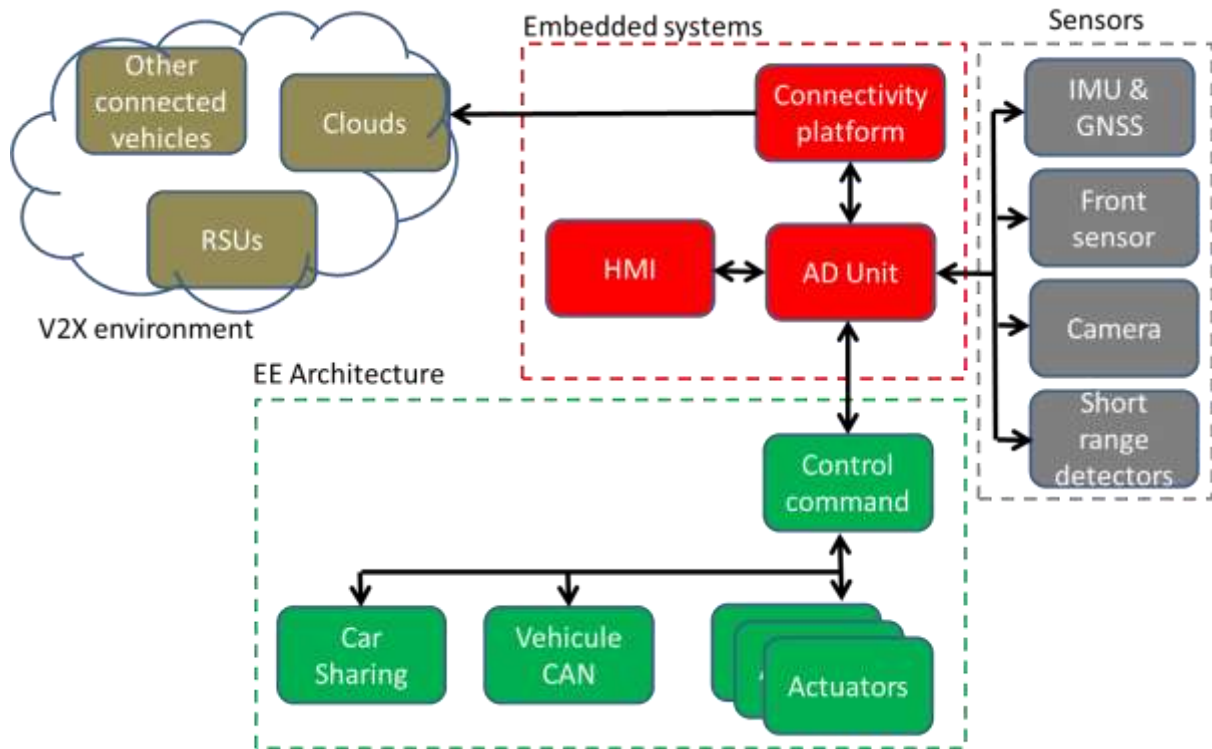 Embedded systems
Sensors
Other
connected
vehicles
Clouds
RSUs
V2X environment
Connectivity
platform
HMI
AD Unit
IMU &
GNSS
Front
sensor
Camera
Short
range
detectors
EE Architecture
Control
command
Car
Sharing
Vehicule
CAN
Actuators